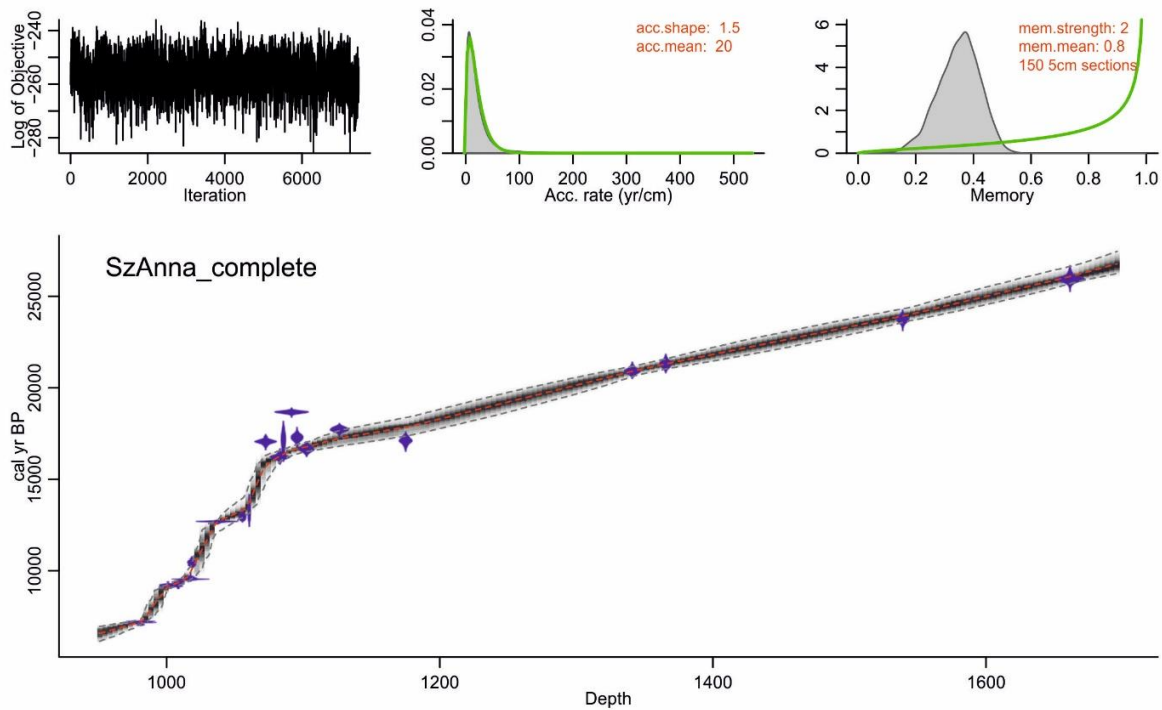 Log of Objective
−240
−260
−280
0 2000 4000 6000
Iteration
0.04
0.02
0.00
acc.shape: 1.5
acc.mean: 20
0 100 200 300 400 500
Acc. rate (yr/cm)
6
4
2
0
mem.strength: 2
mem.mean: 0.8
150 5cm sections
0.0 0.2 0.4 0.6 0.8 1.0
Memory
SzAnna_complete
cal yr BP
25000
20000
15000
10000
1000 1200 1400 1600
Depth